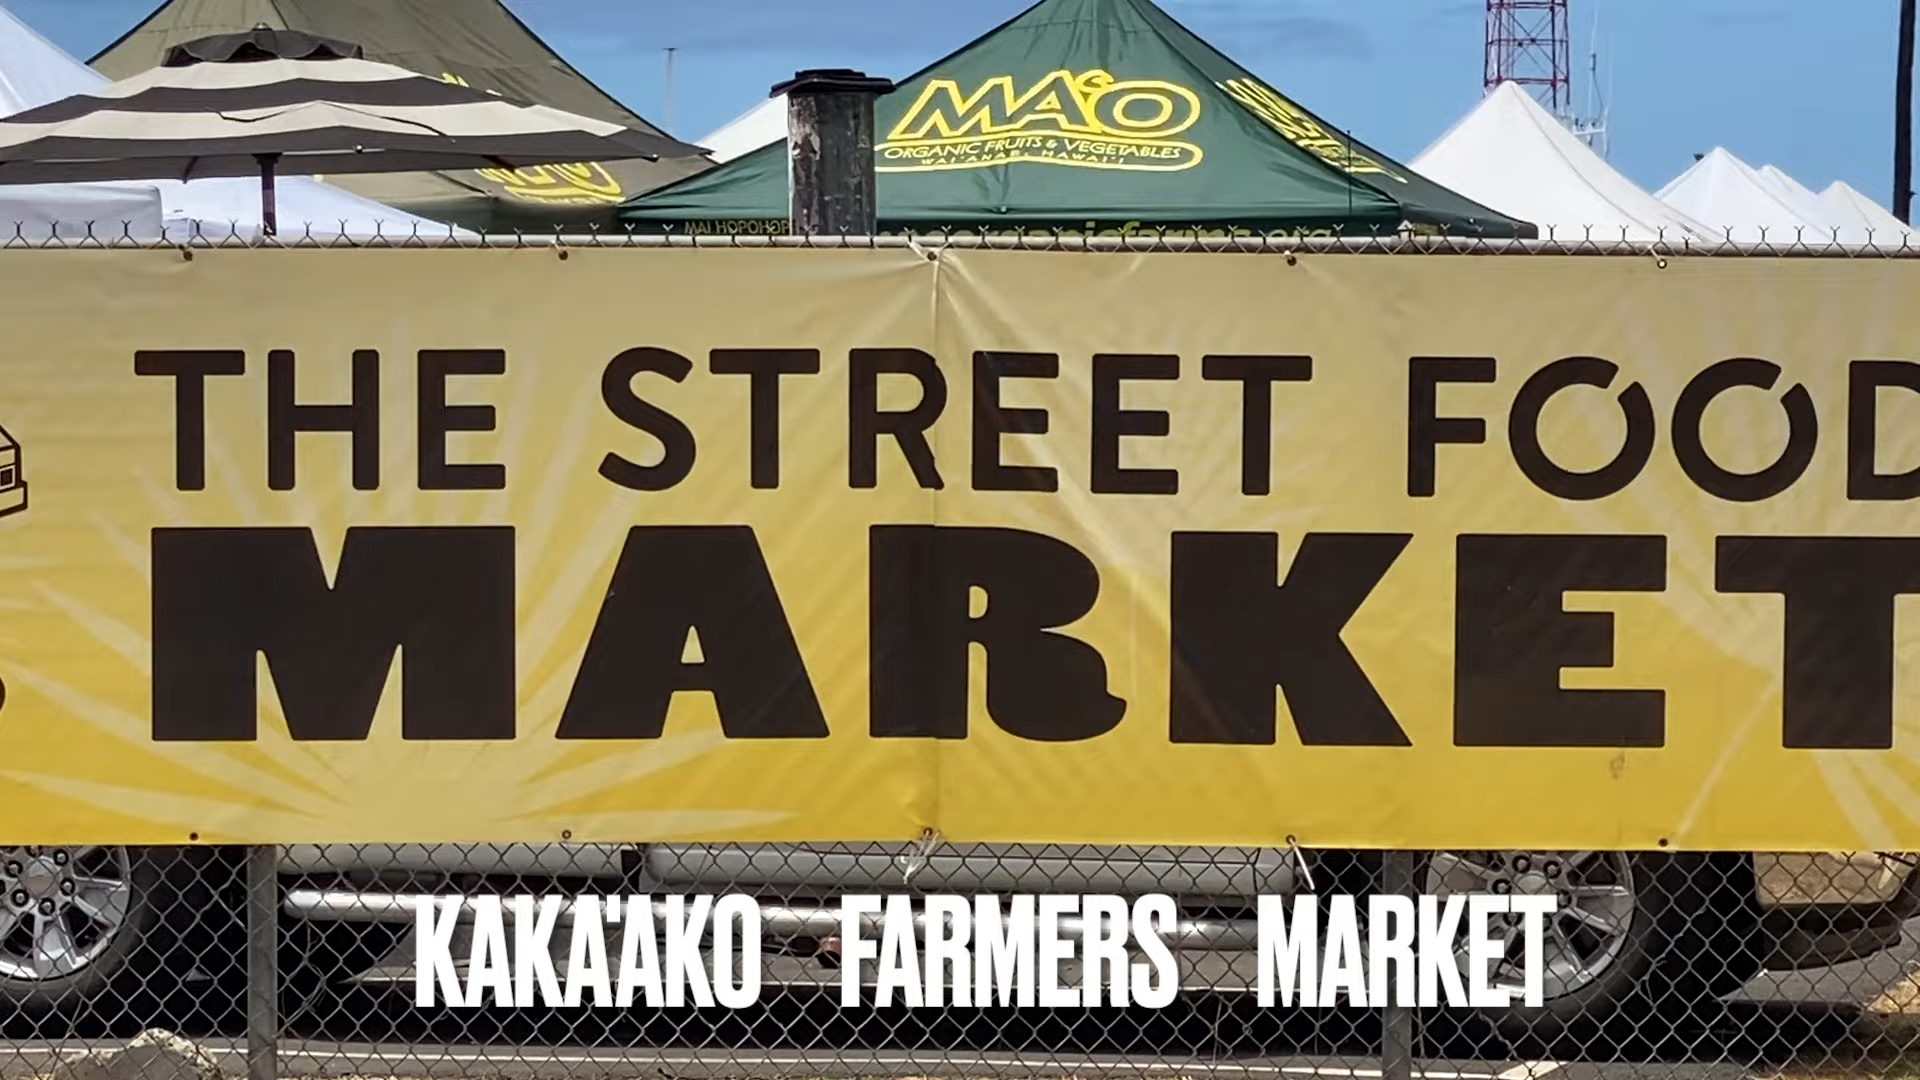 MA'O
ORGANIC FRUITS & VEGETABLES
WAI'ANAE, HAWAI'I
THE STREET FOOD
MARKET
KAKA'AKO FARMERS MARKET